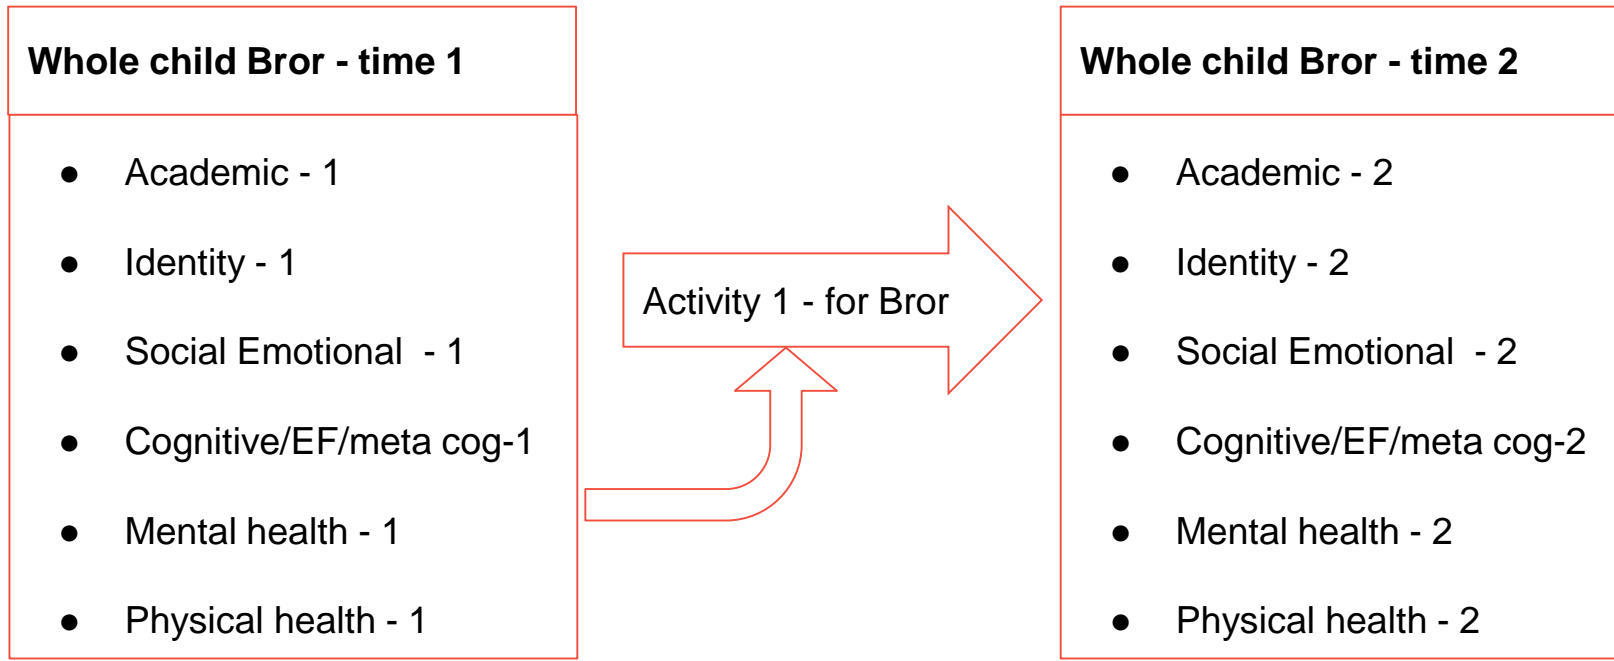 Whole child Bror - time 1
● Academic - 1
● Identity - 1
● Social Emotional  - 1
● Cognitive/EF/meta cog-1
● Mental health - 1
● Physical health - 1
Activity 1 - for Bror
Whole child Bror - time 2
● Academic - 2
● Identity - 2
● Social Emotional  - 2
● Cognitive/EF/meta cog-2
● Mental health - 2
● Physical health - 2